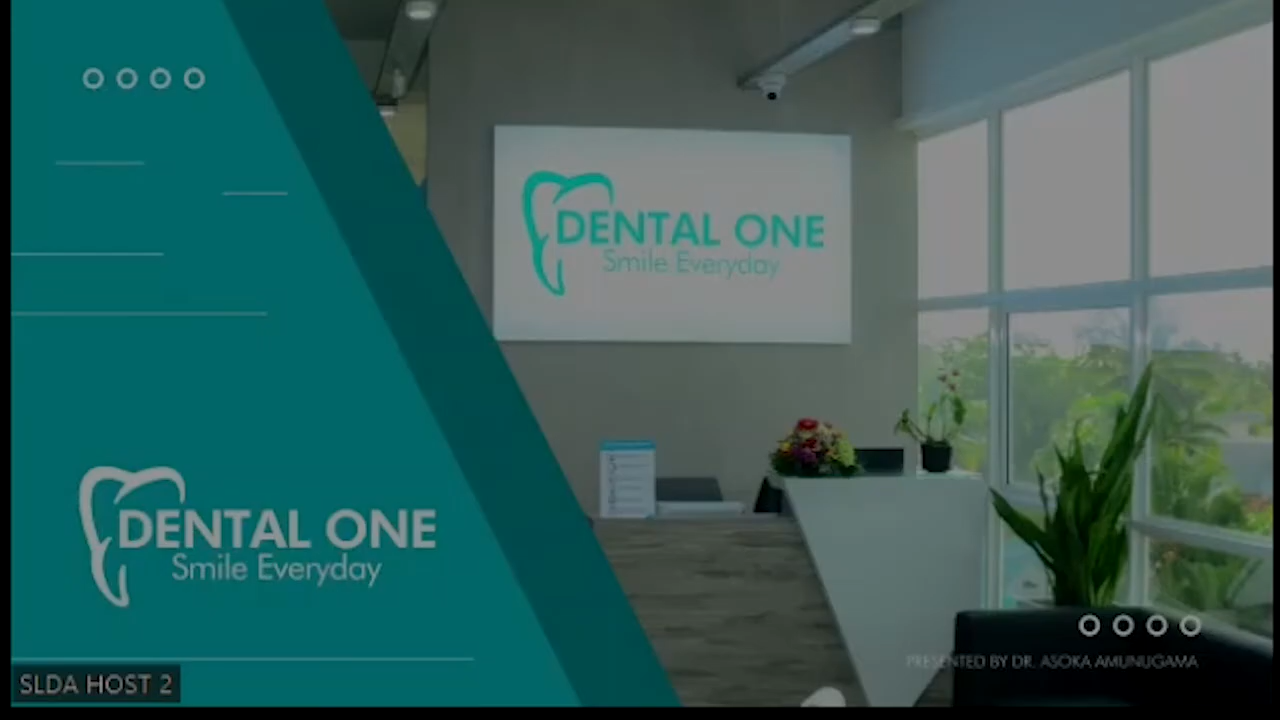 DENTAL ONE
Smile Everyday
DENTAL ONE
Smile Everyday
PRESENTED BY DR. ASOKA AMUNUGAMA
SLDA HOST 2